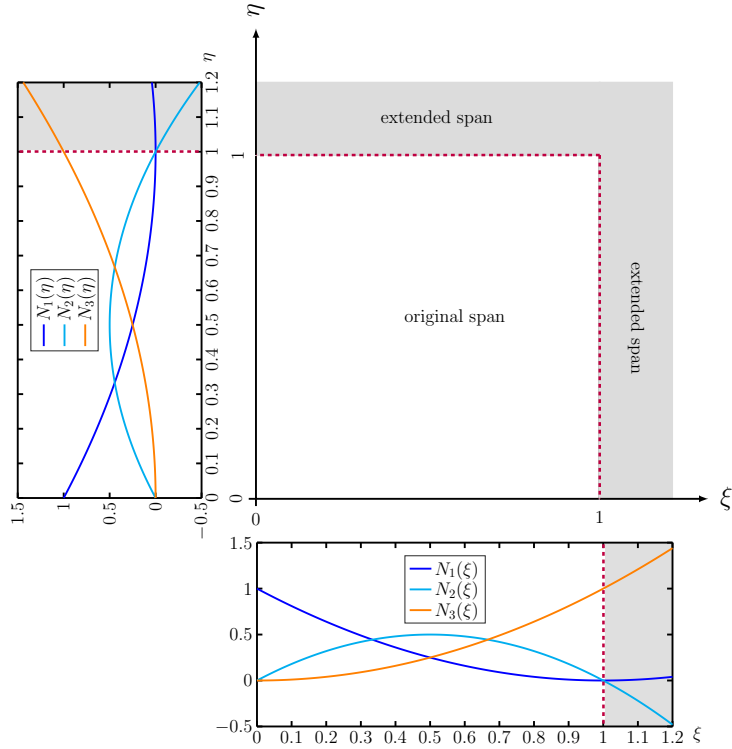 η
extended span
1
original span
extended span
0
0
1
ξ
η
0
0.1
0.2
0.3
0.4
0.5
0.6
0.7
0.8
0.9
1
1.1
1.2
1.5
1
0.5
0
−0.5
N₁(η)
N₂(η)
N₃(η)
1.5
1
0.5
0
−0.5
N₁(ξ)
N₂(ξ)
N₃(ξ)
0 0.1 0.2 0.3 0.4 0.5 0.6 0.7 0.8 0.9 1 1.1 1.2 ξ